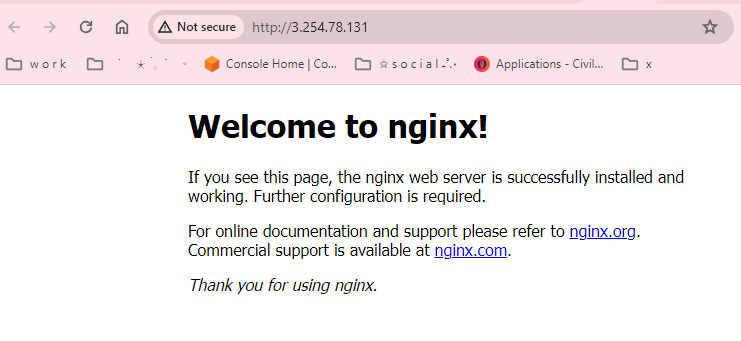 Not secure http://3.254.78.131
w o r k Console Home | Co... ☆ s o c i a l Applications - Civil... x
Welcome to nginx!
If you see this page, the nginx web server is successfully installed and
working. Further configuration is required.
For online documentation and support please refer to nginx.org.
Commercial support is available at nginx.com.
Thank you for using nginx.